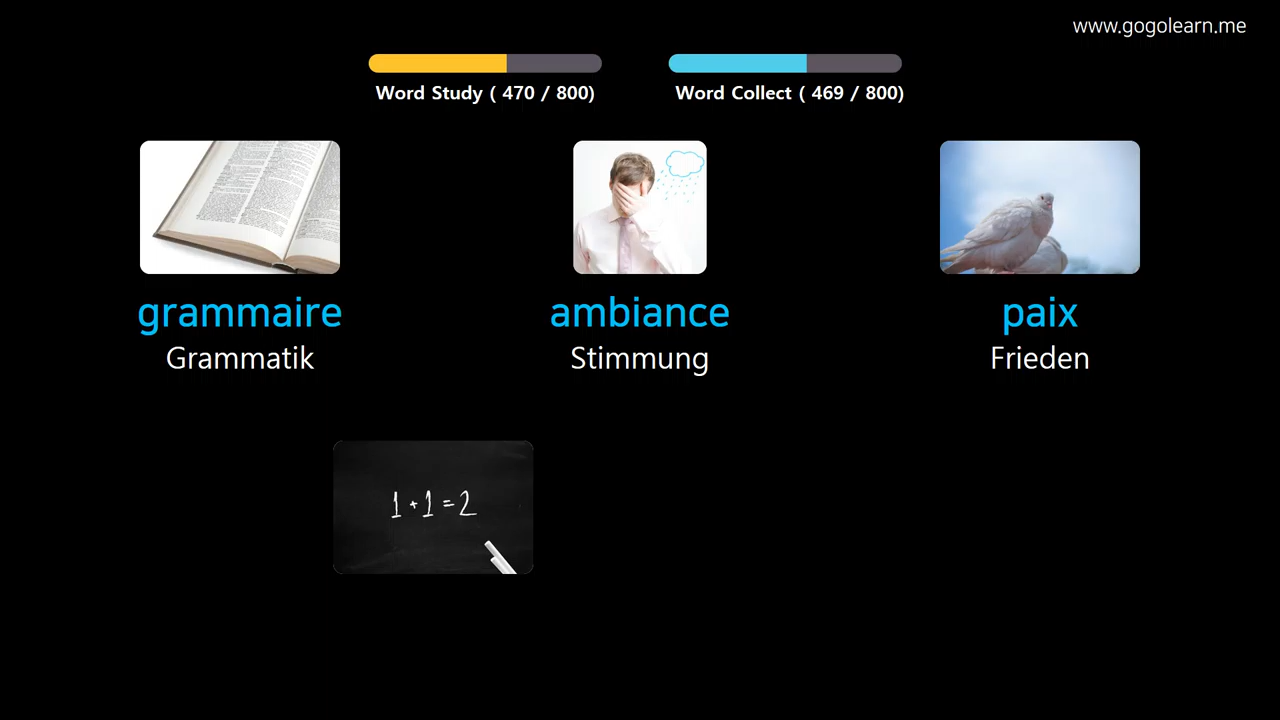 www.gogolearn.me
Word Study ( 470 / 800)
Word Collect ( 469 / 800)
grammaire
Grammatik
ambiance
Stimmung
paix
Frieden
1+1=2